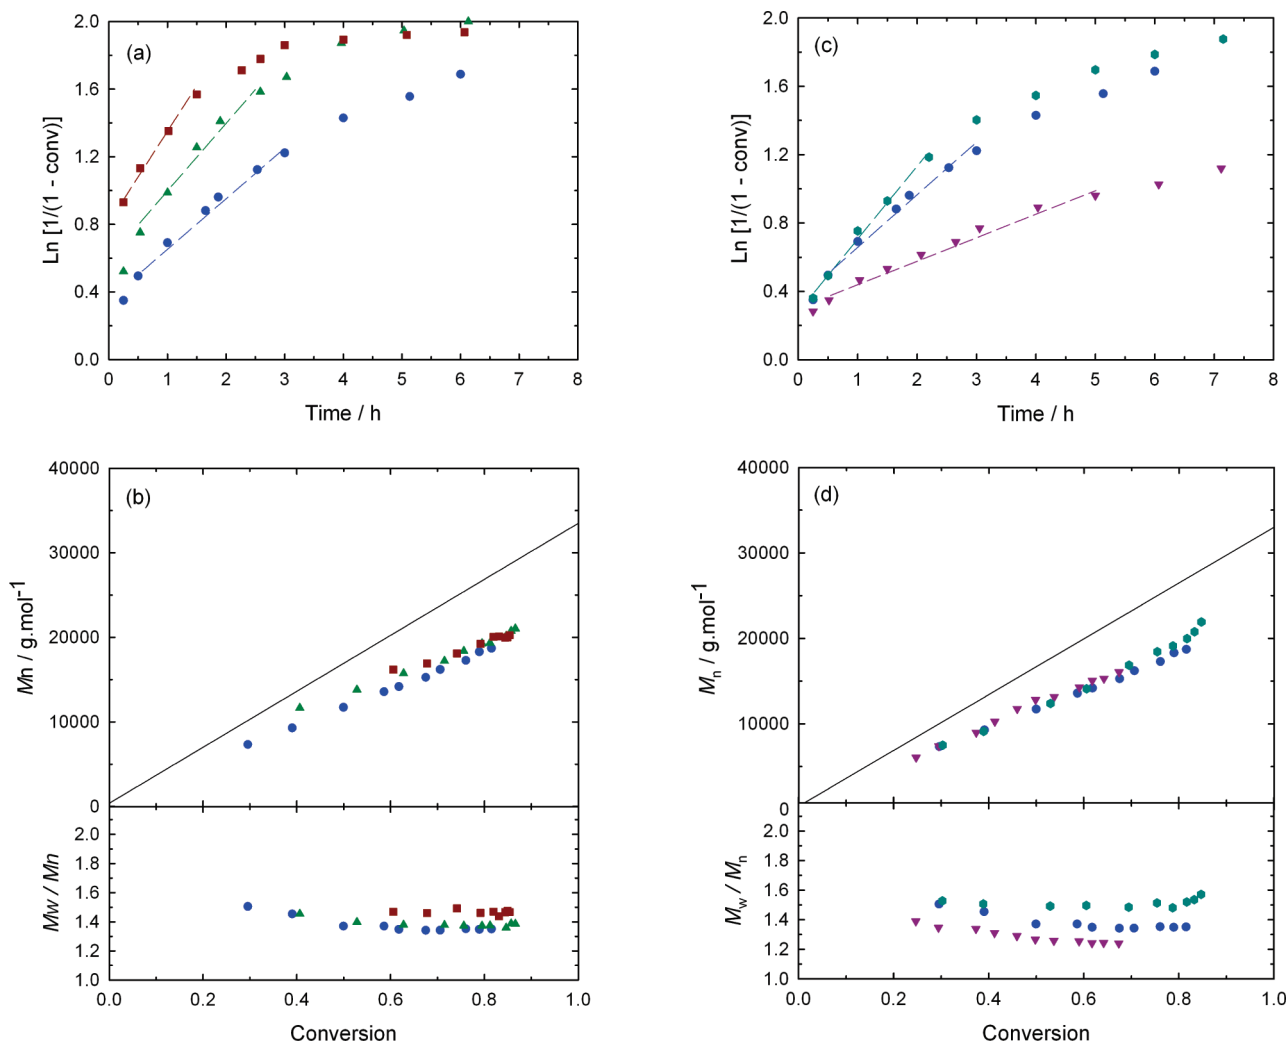 (a)
Ln [1/(1 - conv)]
2.0
1.6
1.2
0.8
0.4
0.0
0 1 2 3 4 5 6 7 8
Time / h
(c)
Ln [1/(1 - conv)]
2.0
1.6
1.2
0.8
0.4
0.0
0 1 2 3 4 5 6 7 8
Time / h
(b)
Mn / g.mol-1
40000
30000
20000
10000
0
Mw / Mn
2.0
1.8
1.6
1.4
1.2
1.0
0.0 0.2 0.4 0.6 0.8 1.0
Conversion
(d)
Mn / g.mol-1
40000
30000
20000
10000
0
Mw / Mn
2.0
1.8
1.6
1.4
1.2
1.0
0.0 0.2 0.4 0.6 0.8 1.0
Conversion